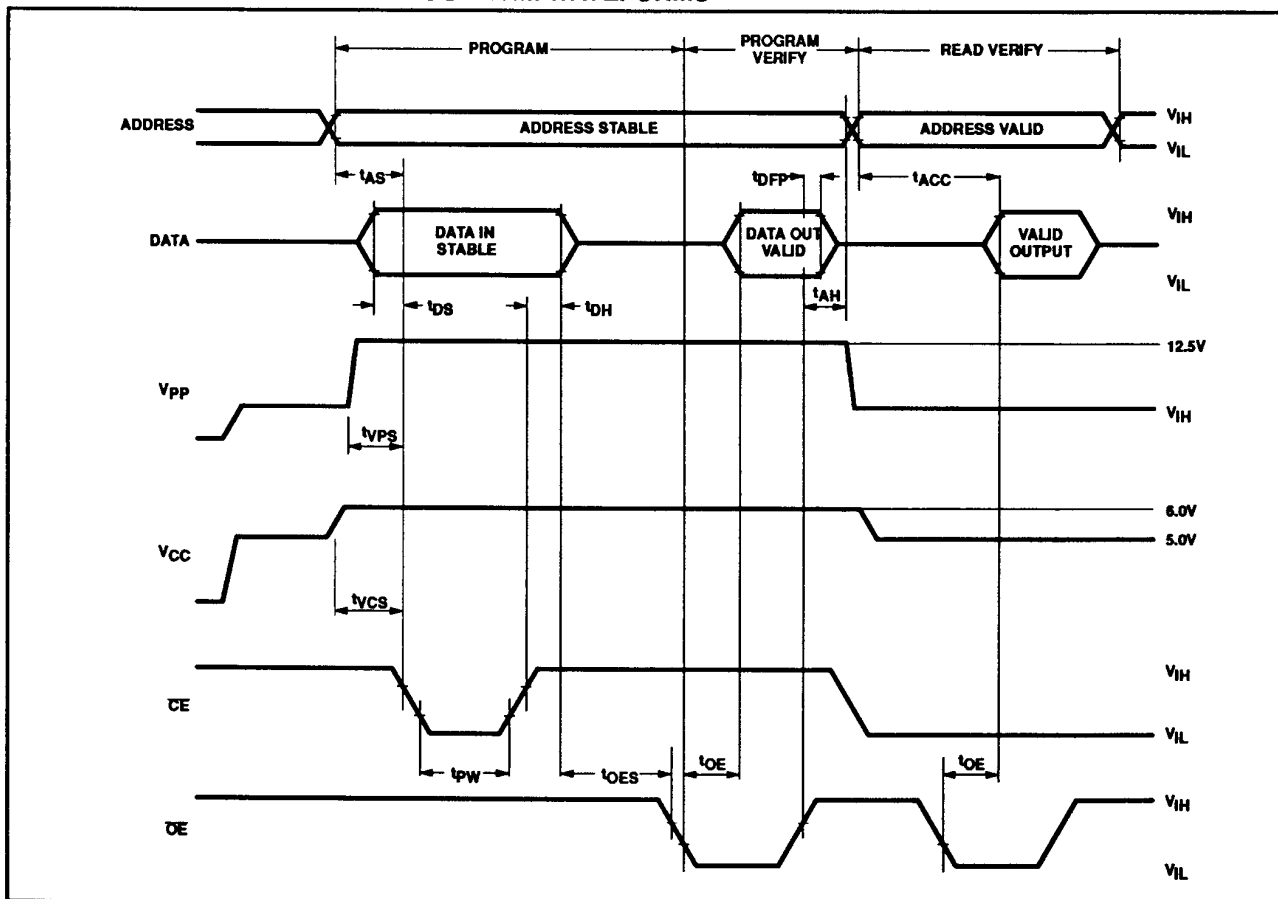 PROGRAM
PROGRAM
VERIFY
READ VERIFY
ADDRESS
ADDRESS STABLE
ADDRESS VALID
VIH
VIL
tAS
tDFP
tACC
DATA
DATA IN
STABLE
DATA OUT
VALID
VALID
OUTPUT
VIH
VIL
tDS
tDH
tAH
12.5V
VPP
VIH
tVPS
6.0V
VCC
5.0V
tVCS
CE
VIH
VIL
tPW
tOES
tOE
tOE
OE
VIH
VIL